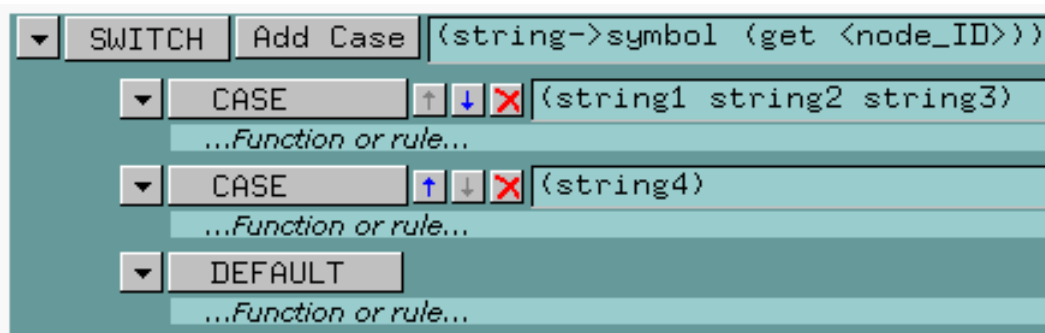 SWITCH Add Case (string->symbol (get <node_ID>))
CASE (string1 string2 string3)
...Function or rule...
CASE (string4)
...Function or rule...
DEFAULT
...Function or rule...